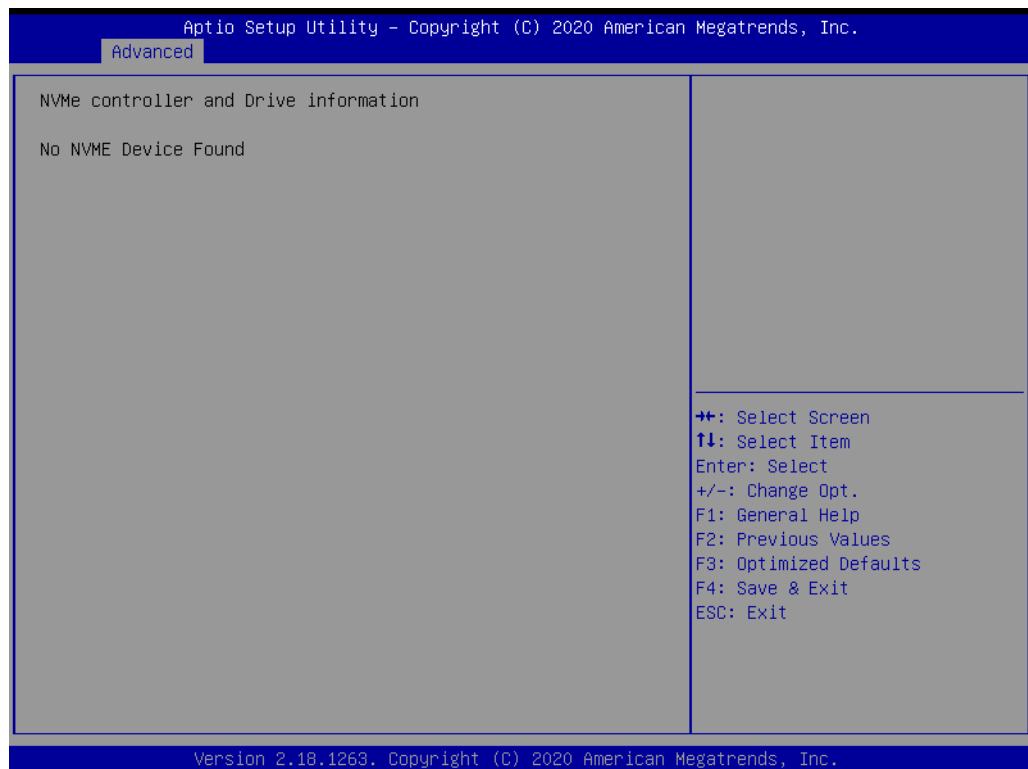 Aptio Setup Utility – Copyright (C) 2020 American Megatrends, Inc.
Advanced
NVMe controller and Drive information
No NVME Device Found
→←: Select Screen
↑↓: Select Item
Enter: Select
+/-: Change Opt.
F1: General Help
F2: Previous Values
F3: Optimized Defaults
F4: Save & Exit
ESC: Exit
Version 2.18.1263. Copyright (C) 2020 American Megatrends, Inc.